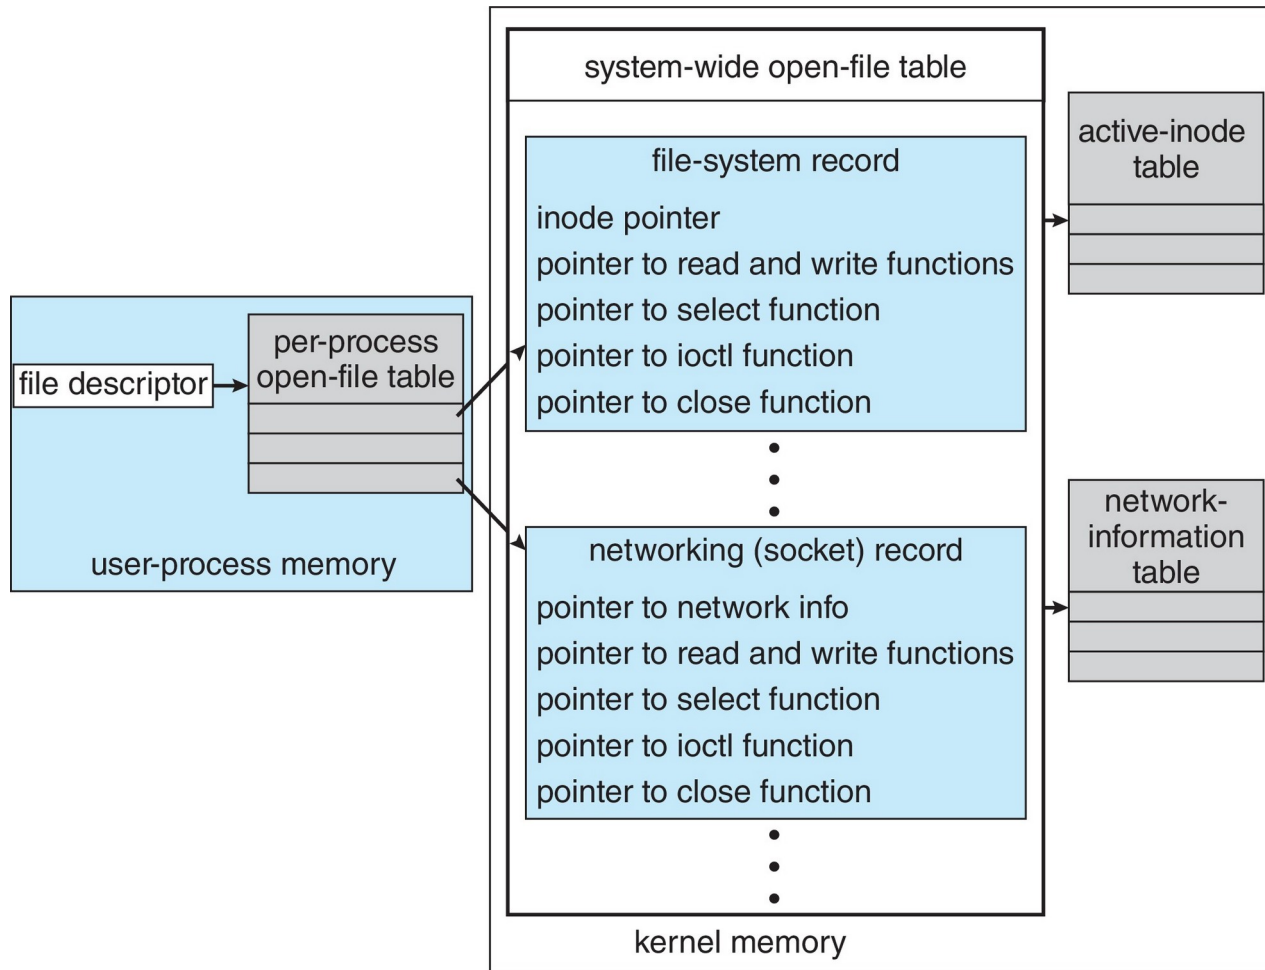 file descriptor
per-process
open-file table
user-process memory
system-wide open-file table
file-system record
inode pointer
pointer to read and write functions
pointer to select function
pointer to ioctl function
pointer to close function
networking (socket) record
pointer to network info
pointer to read and write functions
pointer to select function
pointer to ioctl function
pointer to close function
kernel memory
active-inode
table
network-
information
table